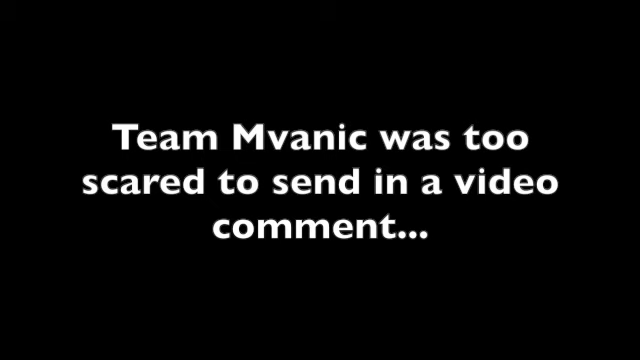 Team Mvanic was too
scared to send in a video
comment...